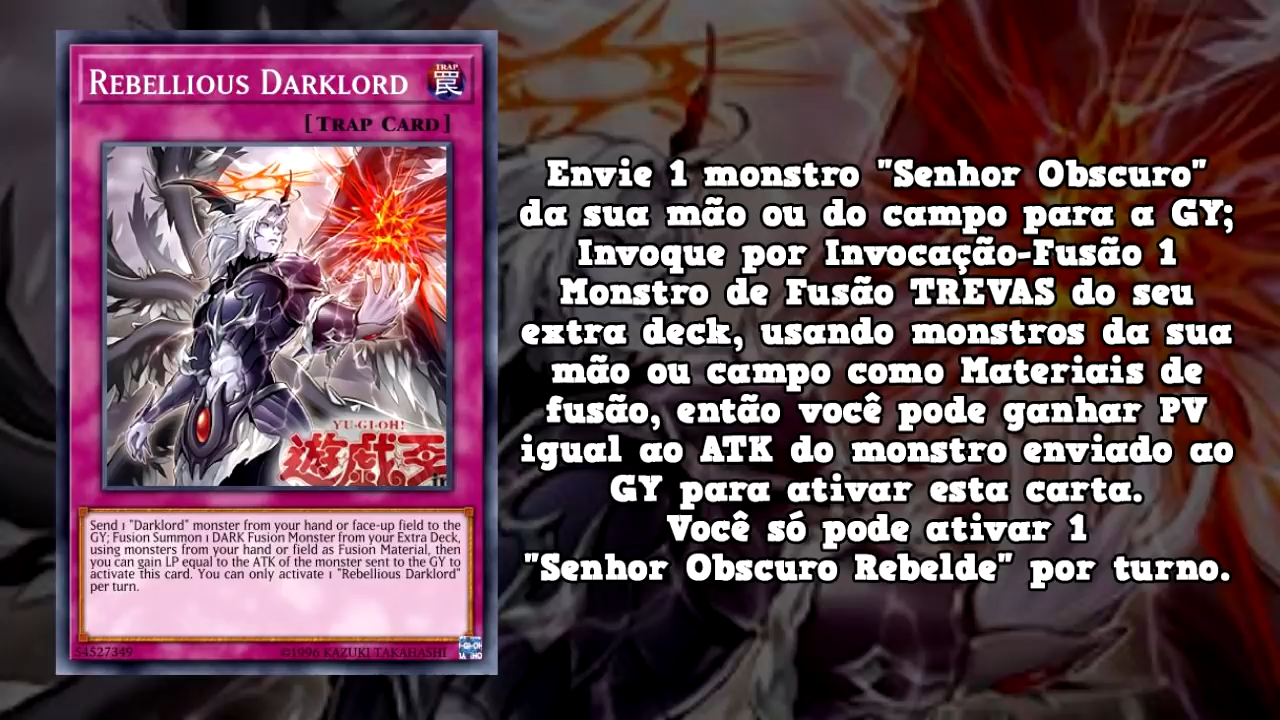 REBELLIOUS DARKLORD
TRAP
罠
[TRAP CARD]
YU-GI-OH!
遊戯王
Send 1 "Darklord" monster from your hand or face-up field to the
GY; Fusion Summon 1 DARK Fusion Monster from your Extra Deck,
using monsters from your hand or field as Fusion Material, then
you can gain LP equal to the ATK of the monster sent to the GY to
activate this card. You can only activate 1 "Rebellious Darklord"
per turn.
54527349
©1996 KAZUKI TAKAHASHI
Envie 1 monstro "Senhor Obscuro"
da sua mão ou do campo para a GY;
Invoque por Invocação-Fusão 1
Monstro de Fusão TREVAS do seu
extra deck, usando monstros da sua
mão ou campo como Materiais de
fusão, então você pode ganhar PV
igual ao ATK do monstro enviado ao
GY para ativar esta carta.
Você só pode ativar 1
"Senhor Obscuro Rebelde" por turno.